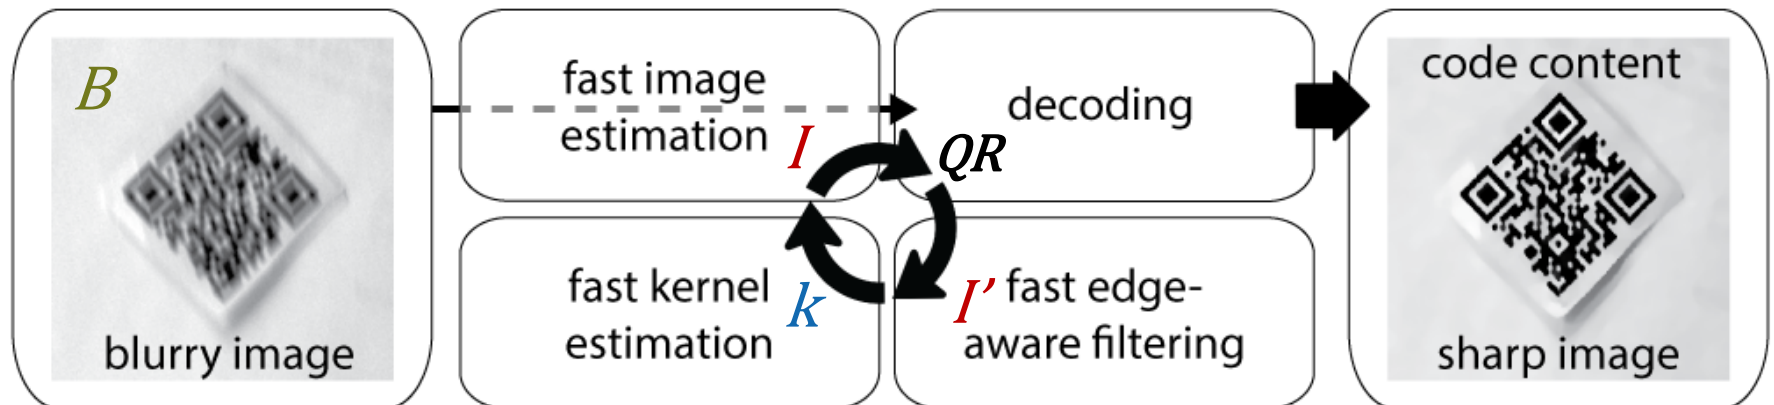 B
blurry image
fast image
estimation
I
decoding
QR
fast kernel
estimation
k
I’
fast edge-
aware filtering
code content
sharp image